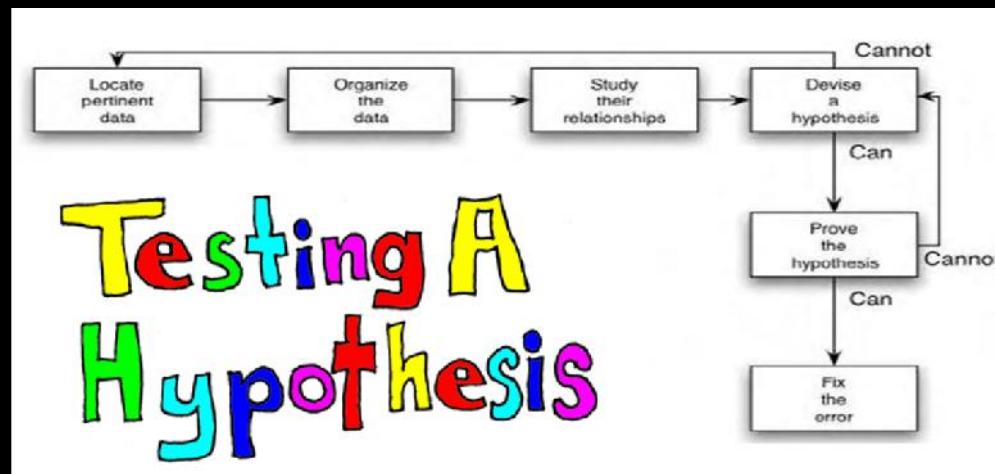 Cannot
Locate
pertinent
data
Organize
the
data
Study
their
relationships
Devise
a
hypothesis
Can
Prove
the
hypothesis
Canno
Can
Fix
the
error
Testing A
Hypothesis